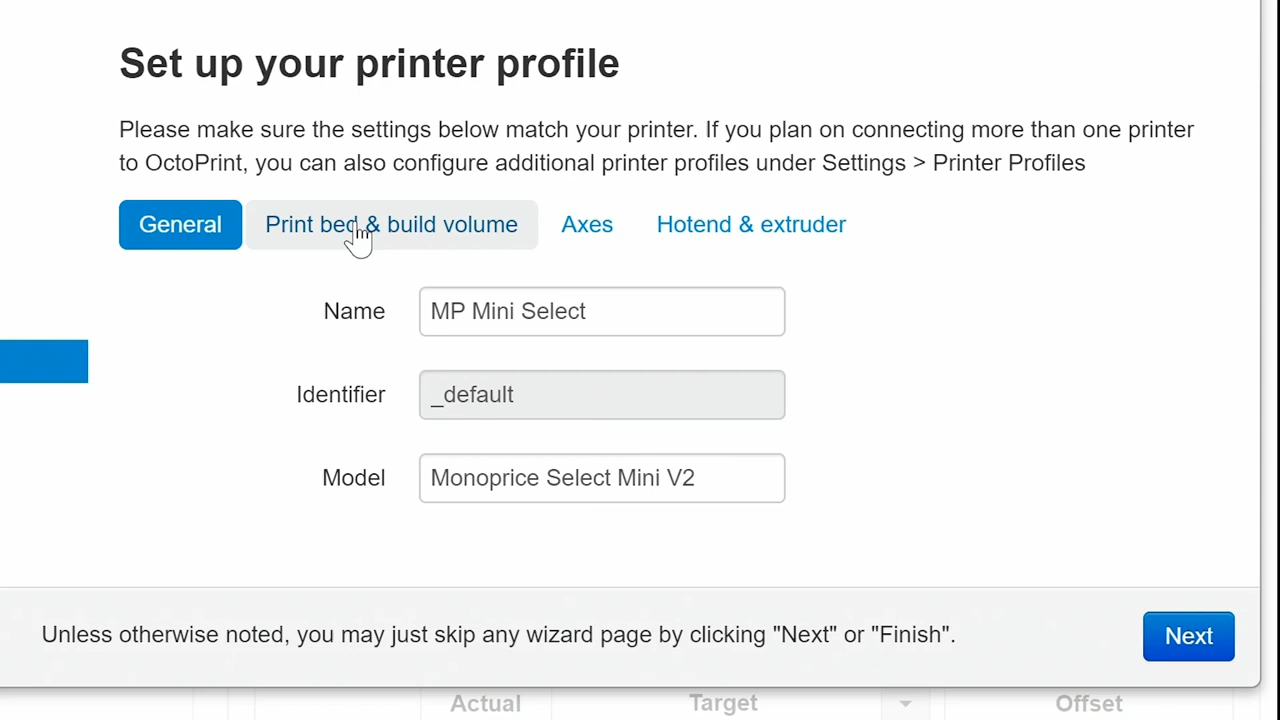 Set up your printer profile
Please make sure the settings below match your printer. If you plan on connecting more than one printer
to OctoPrint, you can also configure additional printer profiles under Settings > Printer Profiles
General Print bed & build volume Axes Hotend & extruder
Name MP Mini Select
Identifier _default
Model Monoprice Select Mini V2
Unless otherwise noted, you may just skip any wizard page by clicking "Next" or "Finish".
Next
Actual Target Offset